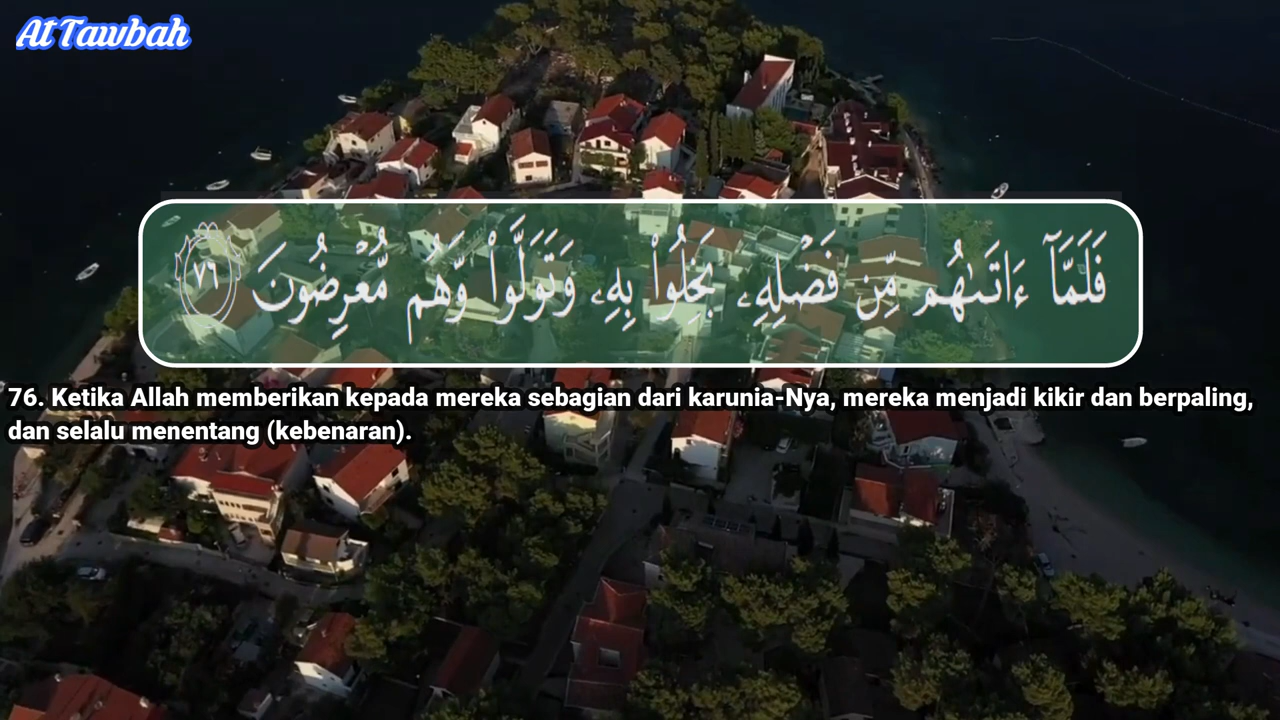 At Tawbah
فَلَمَّآ ءَاتَىٰهُم مِّن فَضْلِهِۦ بَخِلُوا۟ بِهِۦ وَتَوَلَّوا۟ وَّهُم مُّعْرِضُونَ ٧٦
76. Ketika Allah memberikan kepada mereka sebagian dari karunia-Nya, mereka menjadi kikir dan berpaling,
dan selalu menentang (kebenaran).